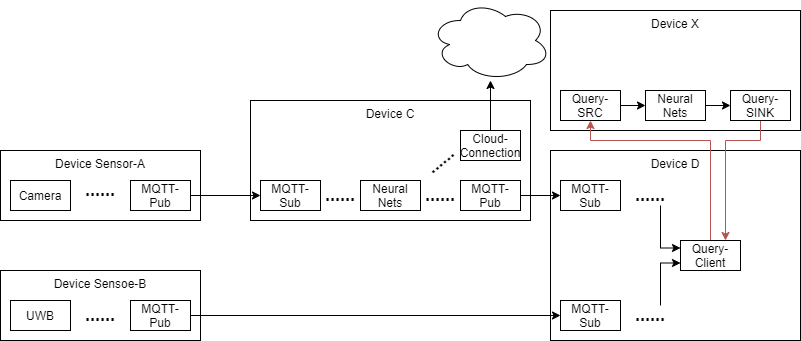 Device X
Query-
SRC
Neural
Nets
Query-
SINK
Device C
Cloud-
Connection
MQTT-
Sub
......
Neural
Nets
......
MQTT-
Pub
......
Device Sensor-A
Camera
......
MQTT-
Pub
Device D
MQTT-
Sub
......
Query-
Client
MQTT-
Sub
......
Device Sensoe-B
UWB
......
MQTT-
Pub